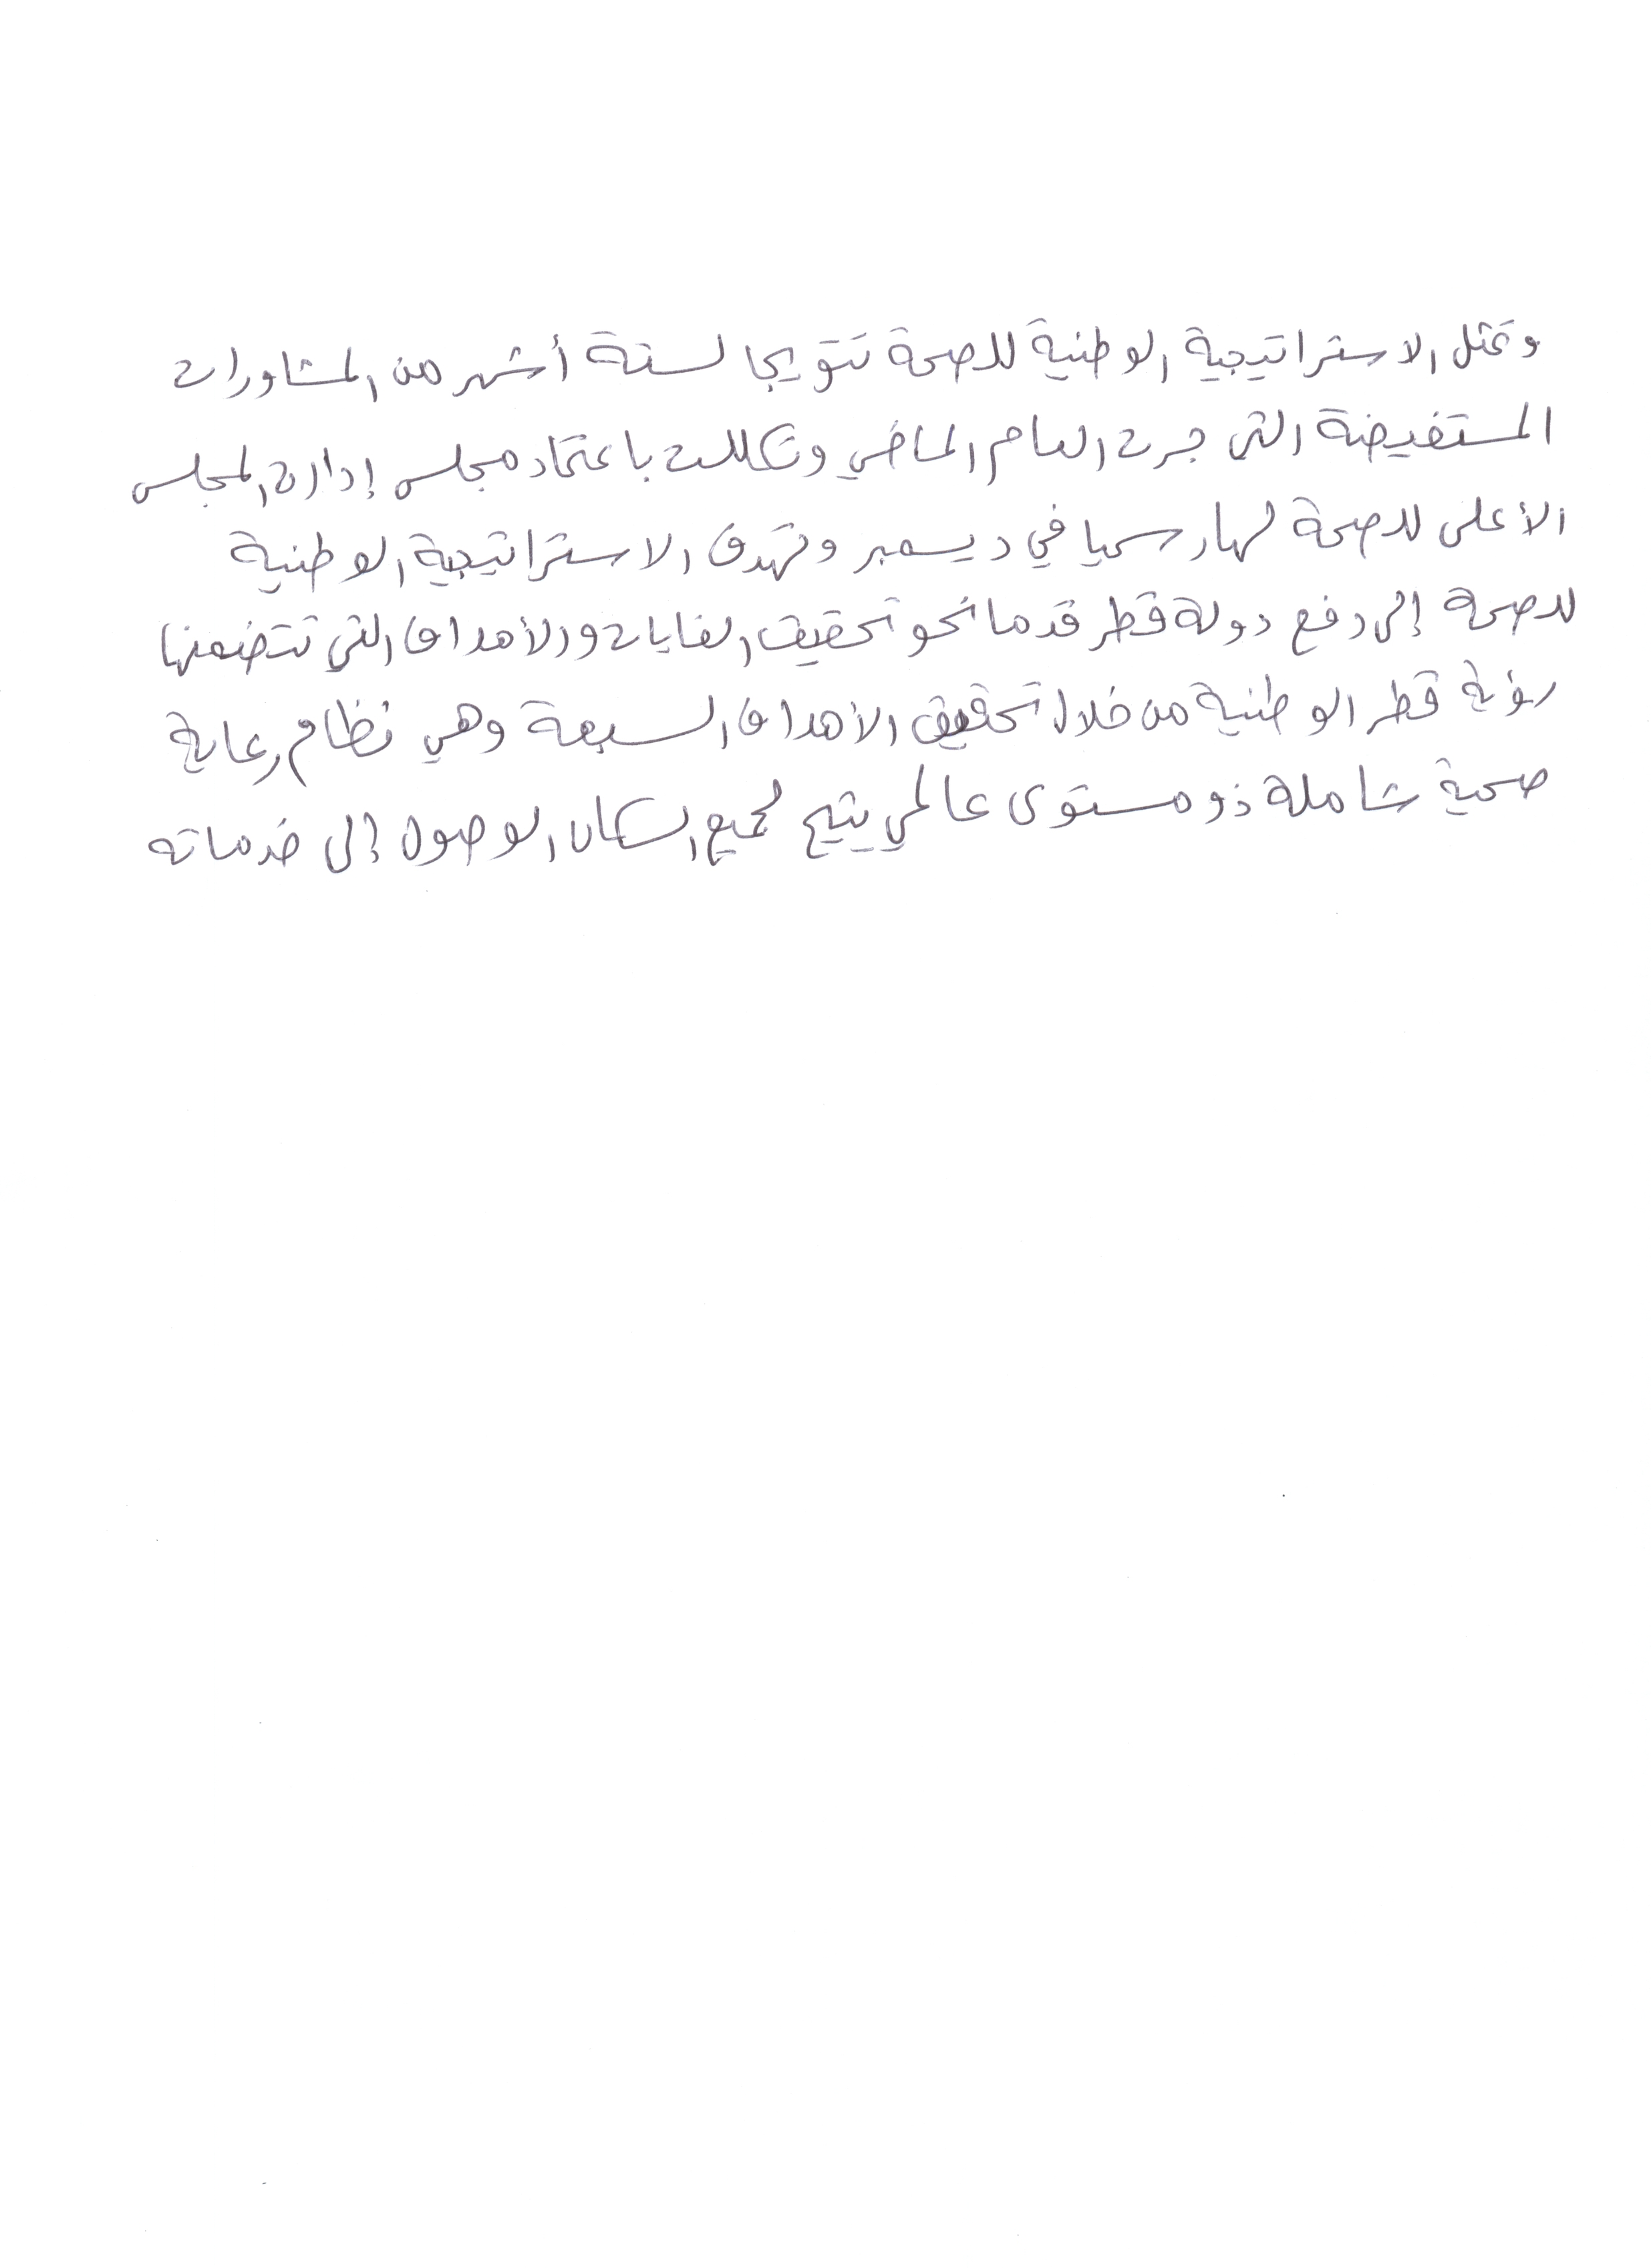 وتمثل الاستراتيجية الوطنية للصحة تتويجا لستة أشهر من المشاورات
المستفيضة التي جرت العام الماضي وتكللت باعتماد مجلس إدارة المجلس
الأعلى للصحة لها رسميا في ديسمبر وتهدف الاستراتيجية الوطنية
للصحة إلى دفع دولة قطر قدما نحو تحقيق الغايات والأهداف التي تتضمنها
رؤية قطر الوطنية من خلال تحقيق الأهداف السبعة وهي نظام رعاية
صحية شاملة ذو مستوى عالمي يتيح لجميع السكان الوصول إلى خدماته